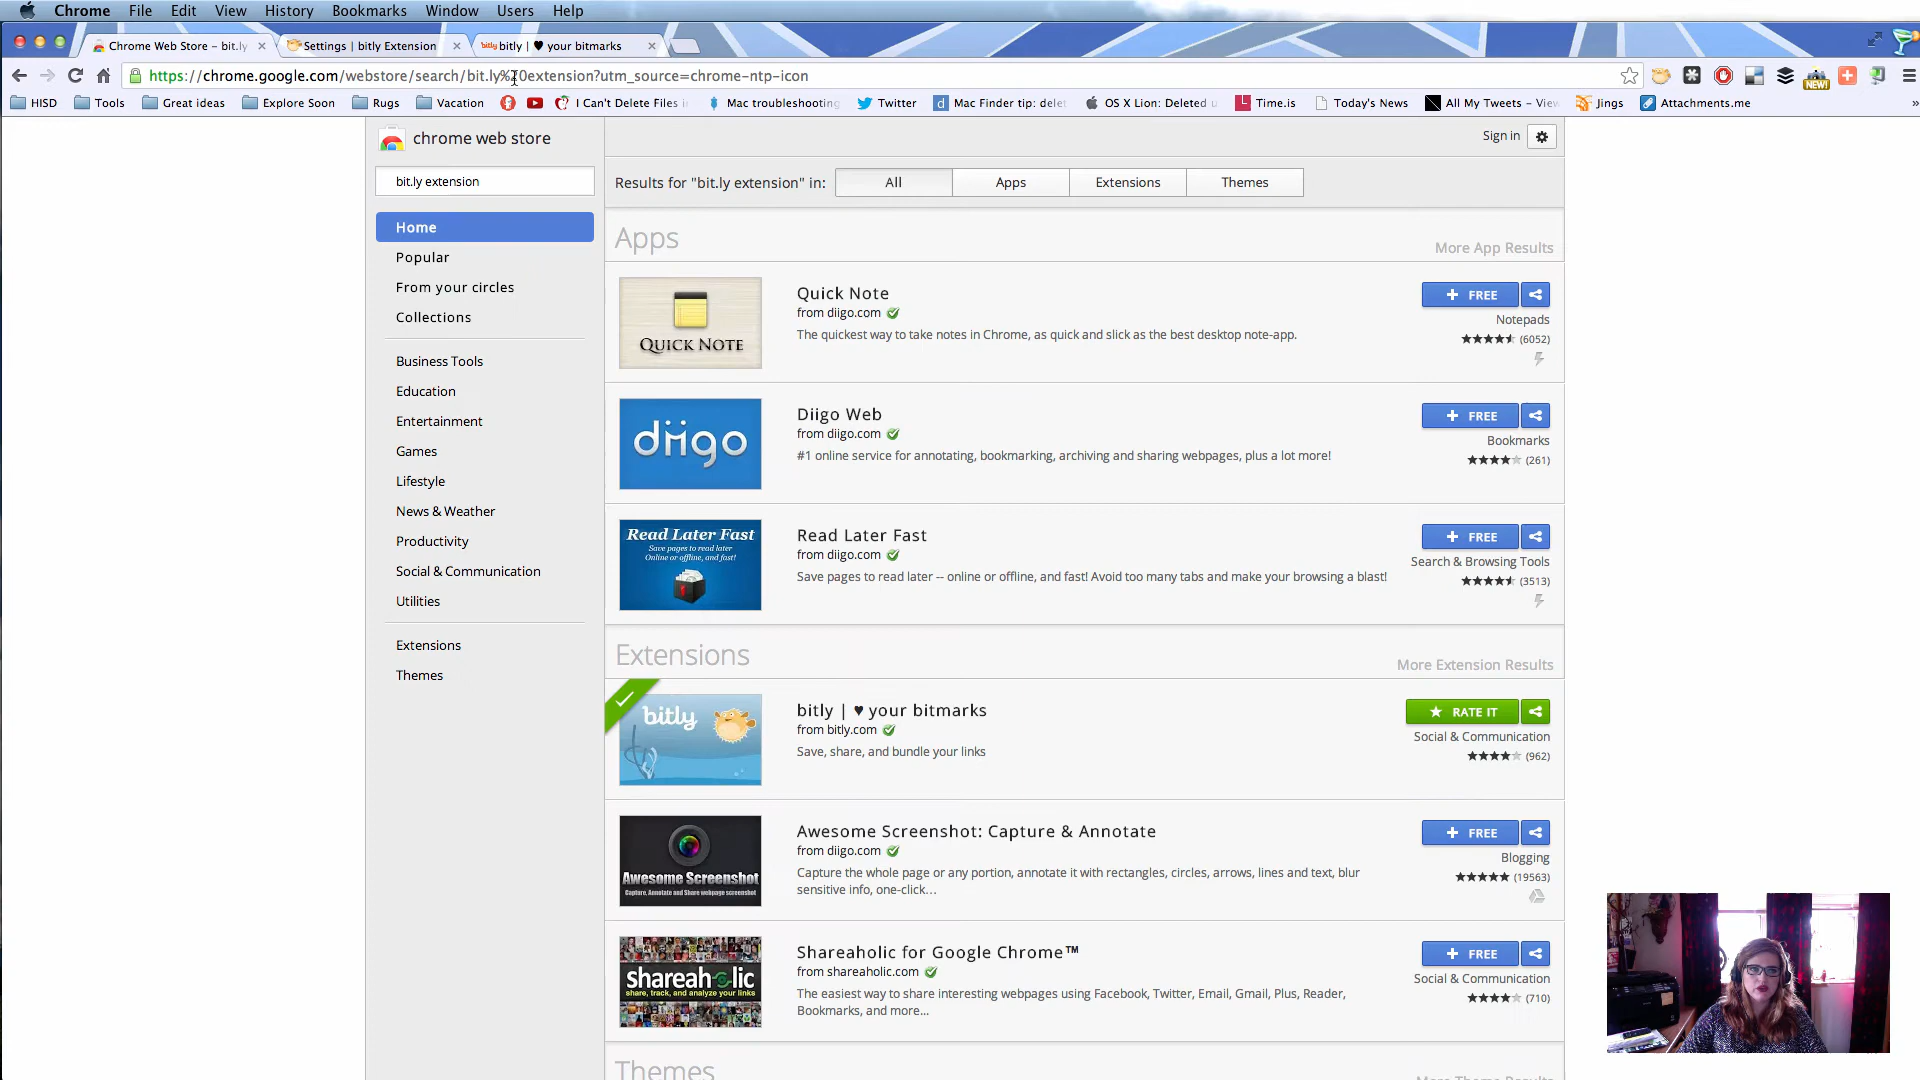 Chrome File Edit View History Bookmarks Window Users Help
Chrome Web Store – bit.ly Settings | bitly Extension bitly bitly | ♥ your bitmarks
https://chrome.google.com/webstore/search/bit.ly%20extension?utm_source=chrome-ntp-icon
NEW!
HISD Tools Great ideas Explore Soon Rugs Vacation I Can't Delete Files i Mac troubleshooting Twitter Mac Finder tip: delet OS X Lion: Deleted u Time.is Today's News All My Tweets – Viev Jings Attachments.me »
chrome web store
Sign in
bit.ly extension
Results for "bit.ly extension" in: All Apps Extensions Themes
Home
Popular
From your circles
Collections
Business Tools
Education
Entertainment
Games
Lifestyle
News & Weather
Productivity
Social & Communication
Utilities
Extensions
Themes
Apps
More App Results
QUICK NOTE
Quick Note
from diigo.com
The quickest way to take notes in Chrome, as quick and slick as the best desktop note-app.
+ FREE
Notepads
(6052)
diigo
Diigo Web
from diigo.com
#1 online service for annotating, bookmarking, archiving and sharing webpages, plus a lot more!
+ FREE
Bookmarks
(261)
Read Later Fast
Save pages to read later
Online or offline, and fast!
Read Later Fast
from diigo.com
Save pages to read later -- online or offline, and fast! Avoid too many tabs and make your browsing a blast!
+ FREE
Search & Browsing Tools
(3513)
Extensions
More Extension Results
bitly
bitly | ♥ your bitmarks
from bitly.com
Save, share, and bundle your links
★ RATE IT
Social & Communication
(962)
Awesome Screenshot
Capture, Annotate and Share webpage screenshot
Awesome Screenshot: Capture & Annotate
from diigo.com
Capture the whole page or any portion, annotate it with rectangles, circles, arrows, lines and text, blur
sensitive info, one-click...
+ FREE
Blogging
(19563)
shareaholic
share, track, and analyze your links
Shareaholic for Google Chrome™
from shareaholic.com
The easiest way to share interesting webpages using Facebook, Twitter, Email, Gmail, Plus, Reader,
Bookmarks, and more...
+ FREE
Social & Communication
(710)
Themes
More Theme Results